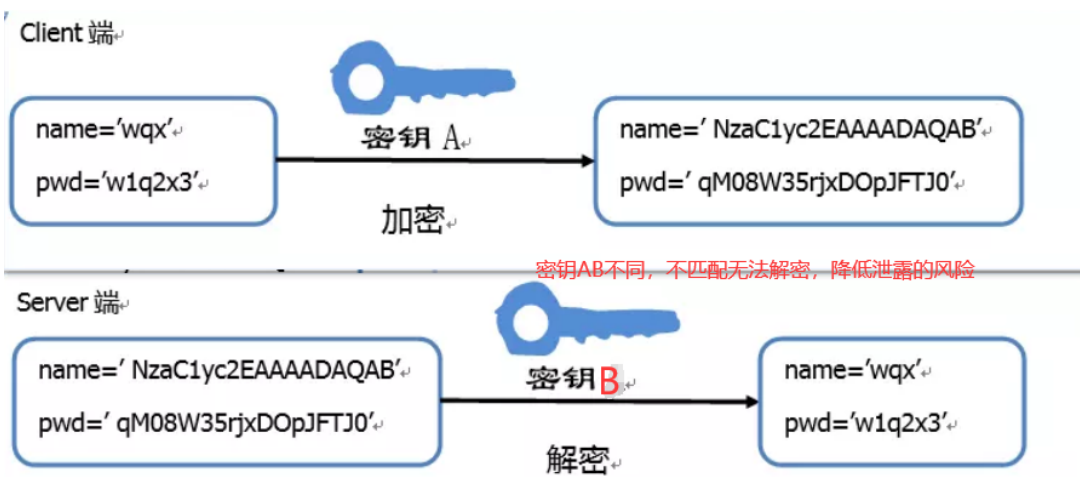 Client 端
name='wqx'
pwd='w1q2x3'
密钥 A
加密
name=' NzaC1yc2EAAAADAQAB'
pwd=' qM08W35rjxDOpJFTJ0'
密钥AB不同，不匹配无法解密，降低泄露的风险
Server 端
name=' NzaC1yc2EAAAADAQAB'
pwd=' qM08W35rjxDOpJFTJ0'
密钥B
解密
name='wqx'
pwd='w1q2x3'